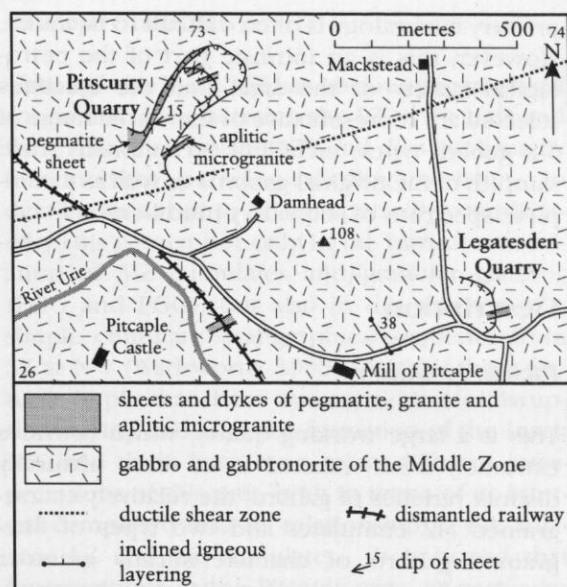 73
0 metres 500
74
N
Mackstead
Pitscurry
Quarry
15
pegmatite
sheet
aplitic
microgranite
Damhead
108
Legatesden
Quarry
River Urie
38
Pitcaple
Castle
26
Mill of Pitcaple
sheets and dykes of pegmatite, granite and
aplitic microgranite
gabbro and gabbronorite of the Middle Zone
ductile shear zone
dismantled railway
inclined igneous
layering
15 dip of sheet